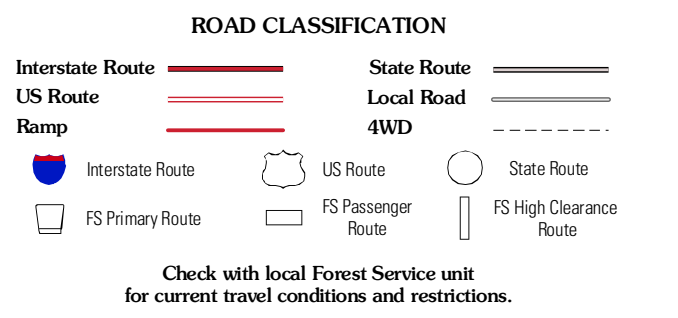 ROAD CLASSIFICATION
Interstate Route
State Route
US Route
Local Road
Ramp
4WD
Interstate Route
US Route
State Route
FS Primary Route
FS Passenger
Route
FS High Clearance
Route
Check with local Forest Service unit
for current travel conditions and restrictions.